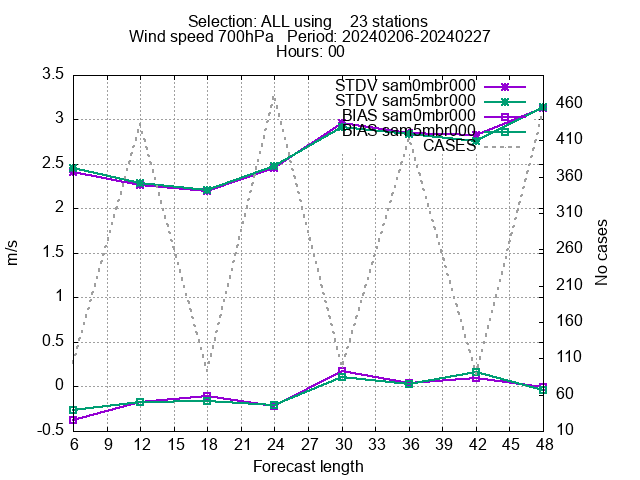 Selection: ALL using 23 stations
Wind speed 700hPa Period: 20240206-20240227
Hours: 00
STDV sam0mbr000
STDV sam5mbr000
BIAS sam0mbr000
BIAS sam5mbr000
CASES
3.5
3
2.5
2
1.5
1
0.5
0
-0.5
m/s
460
410
360
310
260
210
160
110
60
10
No cases
6 9 12 15 18 21 24 27 30 33 36 39 42 45 48
Forecast length